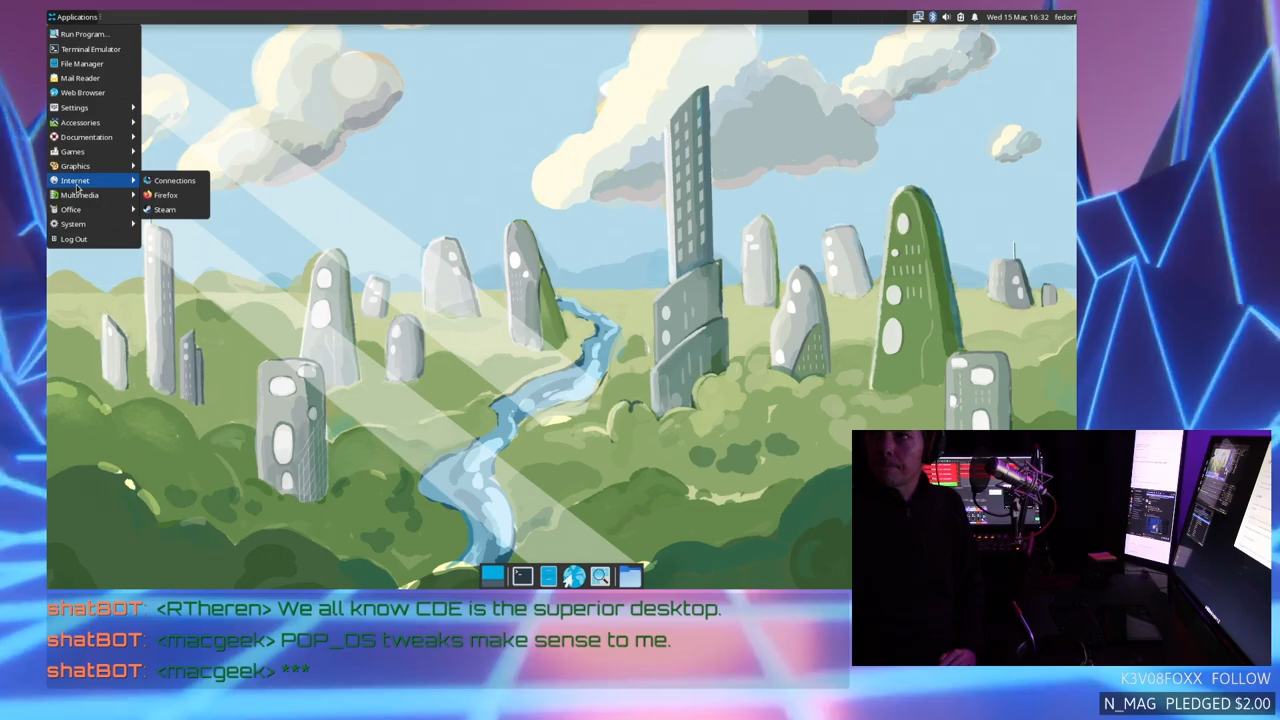 Applications
Wed 15 Mar, 16:32 fedorf
Run Program...
Terminal Emulator
File Manager
Mail Reader
Web Browser
Settings
Accessories
Documentation
Games
Graphics
Internet
Multimedia
Office
System
Log Out
Connections
Firefox
Steam
shatBOT: <RTheren> We all know CDE is the superior desktop.
shatBOT: <macgeek> POP_OS tweaks make sense to me.
shatBOT: <macgeek> ***
K3V08FOXX FOLLOW
N_MAG PLEDGED $2.00